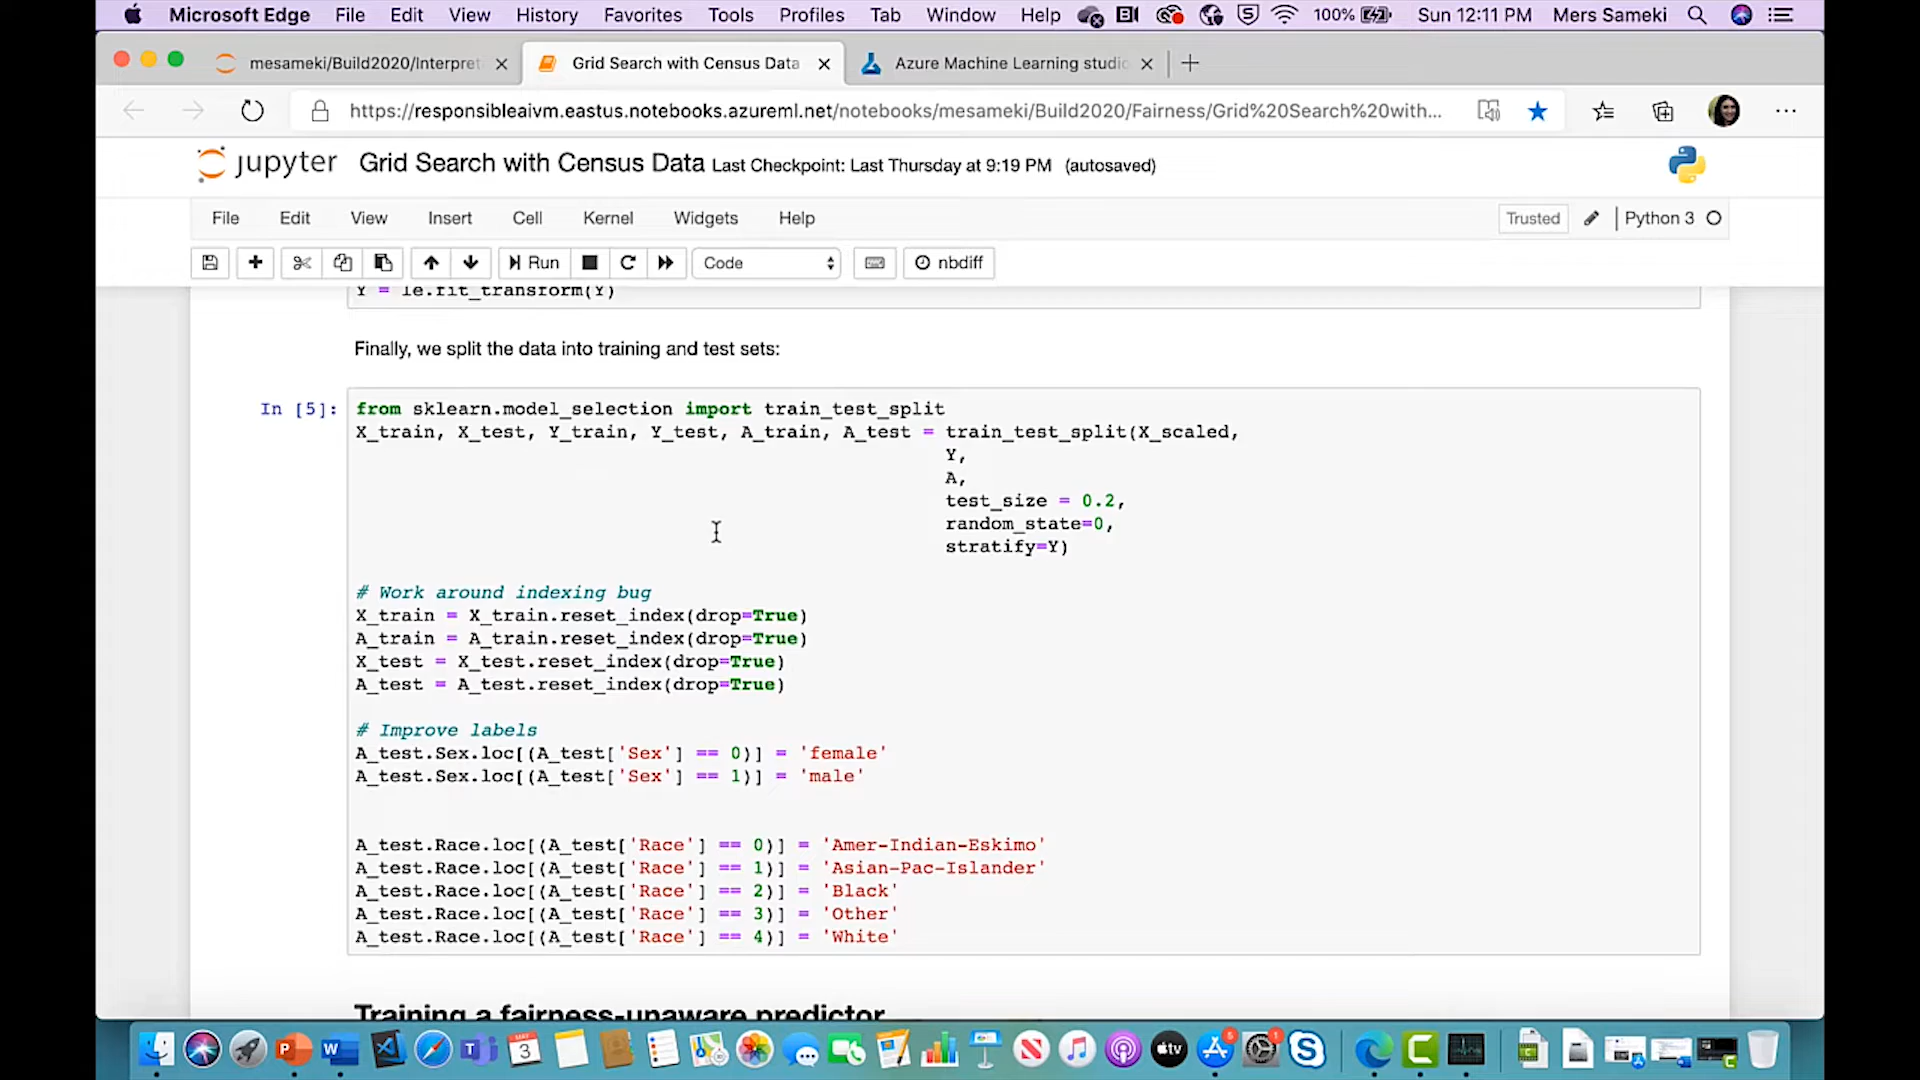 Microsoft Edge File Edit View History Favorites Tools Profiles Tab Window Help 100% Sun 12:11 PM Mers Sameki
mesameki/Build2020/Interpret
Grid Search with Census Data
Azure Machine Learning studi
https://responsibleaivm.eastus.notebooks.azureml.net/notebooks/mesameki/Build2020/Fairness/Grid%20Search%20with...
jupyter Grid Search with Census Data Last Checkpoint: Last Thursday at 9:19 PM (autosaved)
File Edit View Insert Cell Kernel Widgets Help Trusted Python 3
Run Code nbdiff
Y = le.fit_transform(Y)
Finally, we split the data into training and test sets:
In [5]: from sklearn.model_selection import train_test_split
X_train, X_test, Y_train, Y_test, A_train, A_test = train_test_split(X_scaled,
Y,
A,
test_size = 0.2,
random_state=0,
stratify=Y)
# Work around indexing bug
X_train = X_train.reset_index(drop=True)
A_train = A_train.reset_index(drop=True)
X_test = X_test.reset_index(drop=True)
A_test = A_test.reset_index(drop=True)
# Improve labels
A_test.Sex.loc[(A_test['Sex'] == 0)] = 'female'
A_test.Sex.loc[(A_test['Sex'] == 1)] = 'male'
A_test.Race.loc[(A_test['Race'] == 0)] = 'Amer-Indian-Eskimo'
A_test.Race.loc[(A_test['Race'] == 1)] = 'Asian-Pac-Islander'
A_test.Race.loc[(A_test['Race'] == 2)] = 'Black'
A_test.Race.loc[(A_test['Race'] == 3)] = 'Other'
A_test.Race.loc[(A_test['Race'] == 4)] = 'White'
Training a fairness-unaware predictor